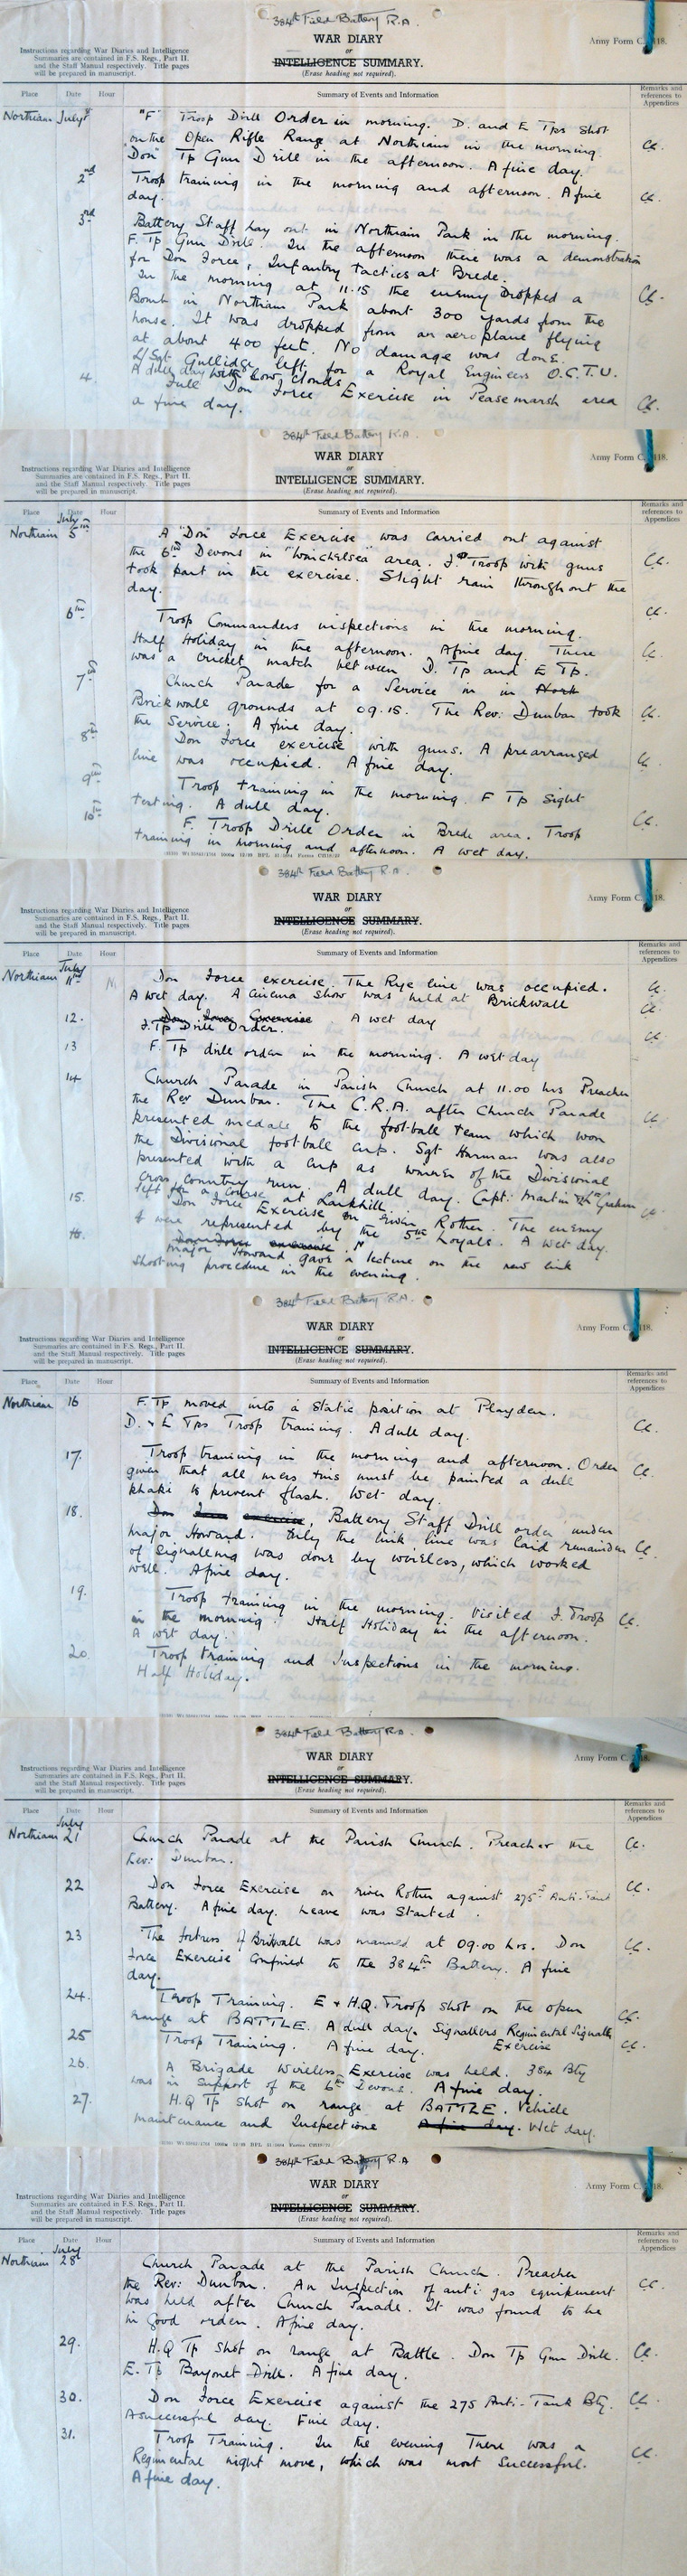 384th Field Battery R.A.
WAR DIARY
or
INTELLIGENCE SUMMARY.
(Erase heading not required).
Army Form C. 118.
Instructions regarding War Diaries and Intelligence
Summaries are contained in F.S. Regs., Part II.
and the Staff Manual respectively. Title pages
will be prepared in manuscript.
Place Date Hour Summary of Events and Information Remarks and references to Appendices
Northiam July "F" Troop Drill Order in morning. D. and E Tps Shot
on the Open Rifle Range at Northiam in the morning.
Don Tp Gun Drill in the afternoon. A fine day.
2nd Troop training in the morning and afternoon. A fine
day.
3rd Battery Staff lay out in Northiam Park in the morning.
F. Tp Gun Drill. In the afternoon there was a demonstration
for Don Force, Infantry tactics at Brede.
In the morning at 11.15 the enemy dropped a
Bomb in Northiam Park about 300 yards from the
house. It was dropped from an aeroplane flying
at about 400 feet. No damage was done.
L/Sgt Gullidge left for a Royal Engineers O.C.T.U.
A dull day with low clouds
4. Full Don Force Exercise in Peasemarsh area
a fine day.
384th Field Battery R.A.
WAR DIARY
or
INTELLIGENCE SUMMARY.
(Erase heading not required).
Army Form C. 118.
Instructions regarding War Diaries and Intelligence
Summaries are contained in F.S. Regs., Part II.
and the Staff Manual respectively. Title pages
will be prepared in manuscript.
Place Date Hour Summary of Events and Information Remarks and references to Appendices
July
Northiam 5th A "Don" Force Exercise was carried out against
the 6th Devons in "Winchelsea" area. F. Troop with guns
took part in the exercise. Slight rain throughout the
day.
6th Troop Commanders inspections in the morning.
Half Holiday in the afternoon. A fine day. There
was a cricket match between D. Tp and E Tp.
7th Church Parade for a Service in in Nort
Brickwall grounds at 09.15. The Rev: Dunbar took
the Service. A fine day.
8th Don Force exercise with guns. A prearranged
line was occupied. A fine day.
9th Troop training in the morning. F Tp Sight
testing. A dull day.
10th F. Troop Drill Order in Brede area. Troop
training in morning and afternoon. A wet day.
384th Field Battery R.A.
WAR DIARY
or
INTELLIGENCE SUMMARY.
(Erase heading not required).
Army Form C. 118.
Instructions regarding War Diaries and Intelligence
Summaries are contained in F.S. Regs., Part II.
and the Staff Manual respectively. Title pages
will be prepared in manuscript.
Place Date Hour Summary of Events and Information Remarks and references to Appendices
July
Northiam 11th Don Force exercise. The Rye line was occupied.
A wet day. A cinema show was held at Brickwall
12. Don Force Exercise A wet day
F. Tp Drill Order.
13 F. Tp drill order in the morning. A wet day
14 Church Parade in Parish Church at 11.00 hrs Preacher
the Rev Dunbar. The C.R.A. after Church Parade
presented medals to the football team which won
the Divisional football cup. Sgt Harman was also
presented with a cup as winner of the Divisional
cross country run. A dull day. Capt: Martin Graham
left for a course at Larkhill.
15. Don Force Exercise on River Rother. The enemy
were represented by the 5th Loyals. A wet day.
16. Don Force exercise.
Major Howard gave a lecture on the new link
shooting procedure in the evening.
384th Field Battery R.A.
WAR DIARY
or
INTELLIGENCE SUMMARY.
(Erase heading not required).
Army Form C. 118.
Instructions regarding War Diaries and Intelligence
Summaries are contained in F.S. Regs., Part II.
and the Staff Manual respectively. Title pages
will be prepared in manuscript.
Place Date Hour Summary of Events and Information Remarks and references to Appendices
Northiam 16 F. Tp moved into a static position at Playden.
D. + E Tps Troop training. A dull day.
17. Troop training in the morning and afternoon. Order
given that all mess tins must be painted a dull
khaki to prevent flash. Wet day.
18. Don Force exercise, Battery Staff Drill order under
Major Howard. Only the link line was laid remainder
of signalling was done by wireless, which worked
well. A fine day.
19. Troop training in the morning. Visited F. Troop
in the morning. Half Holiday in the afternoon.
A wet day.
20. Troop training and Inspections in the morning.
Half Holiday.
384th Field Battery R.A.
WAR DIARY
or
INTELLIGENCE SUMMARY.
(Erase heading not required).
Army Form C. 118.
Instructions regarding War Diaries and Intelligence
Summaries are contained in F.S. Regs., Part II.
and the Staff Manual respectively. Title pages
will be prepared in manuscript.
Place Date Hour Summary of Events and Information Remarks and references to Appendices
July
Northiam 21 Church Parade at the Parish Church. Preacher the
Rev: Dunbar.
22 Don Force Exercise on river Rother against 275th Anti-Tank
Battery. A fine day. Leave was Started.
23 The fortress of Brickwall was manned at 09.00 hrs. Don
Force Exercise confined to the 384th Battery. A fine
day.
24. Troop Training. E + H.Q. Troop shot on the open
range at BATTLE. A dull day. Signallers Regimental Signalls
Exercise
25 Troop Training. A fine day.
26. A Brigade Wireless Exercise was held. 384 Bty
was in support of the 6th Devons. A fine day.
27. H.Q Tp shot on range at BATTLE. Vehicle
maintenance and Inspections A fine day. Wet day.
384th Field Battery R.A
WAR DIARY
or
INTELLIGENCE SUMMARY.
(Erase heading not required).
Army Form C. 118.
Instructions regarding War Diaries and Intelligence
Summaries are contained in F.S. Regs., Part II.
and the Staff Manual respectively. Title pages
will be prepared in manuscript.
Place Date Hour Summary of Events and Information Remarks and references to Appendices
July
Northiam 28 Church Parade at the Parish Church. Preacher
the Rev: Dunbar. An Inspection of anti gas equipment
was held after Church Parade. It was found to be
in good order. A fine day.
29. H.Q Tp Shot on range at Battle. Don Tp Gun Drill.
E. Tp Bayonet Drill. A fine day.
30. Don Force Exercise against the 275 Anti-Tank Bty.
A successful day. Fine day.
31. Troop Training. In the evening There was a
Regimental night move, which was most successful.
A fine day.